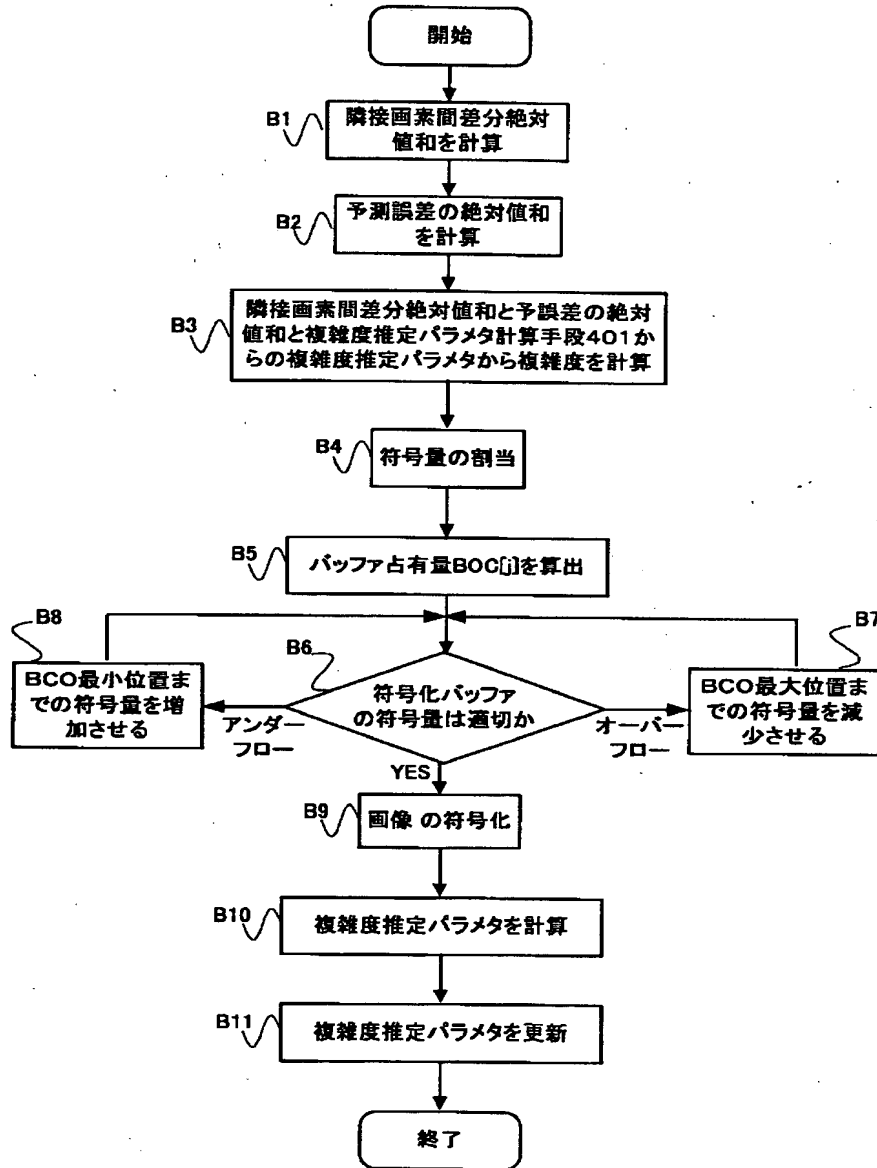 開始
B1
隣接画素間差分絶対
値和を計算
B2
予測誤差の絶対値和
を計算
B3
隣接画素間差分絶対値和と予誤差の絶対
値和と複雑度推定パラメタ計算手段401か
らの複雑度推定パラメタから複雑度を計算
B4
符号量の割当
B5
バッファ占有量BOC[j]を算出
B8
BCO最小位置ま
での符号量を増
加させる
B6
符号化バッファ
の符号量は適切か
B7
BCO最大位置ま
での符号量を減
少させる
アンダー
フロー
オーバー
フロー
YES
B9
画像 の符号化
B10
複雑度推定パラメタを計算
B11
複雑度推定パラメタを更新
終了